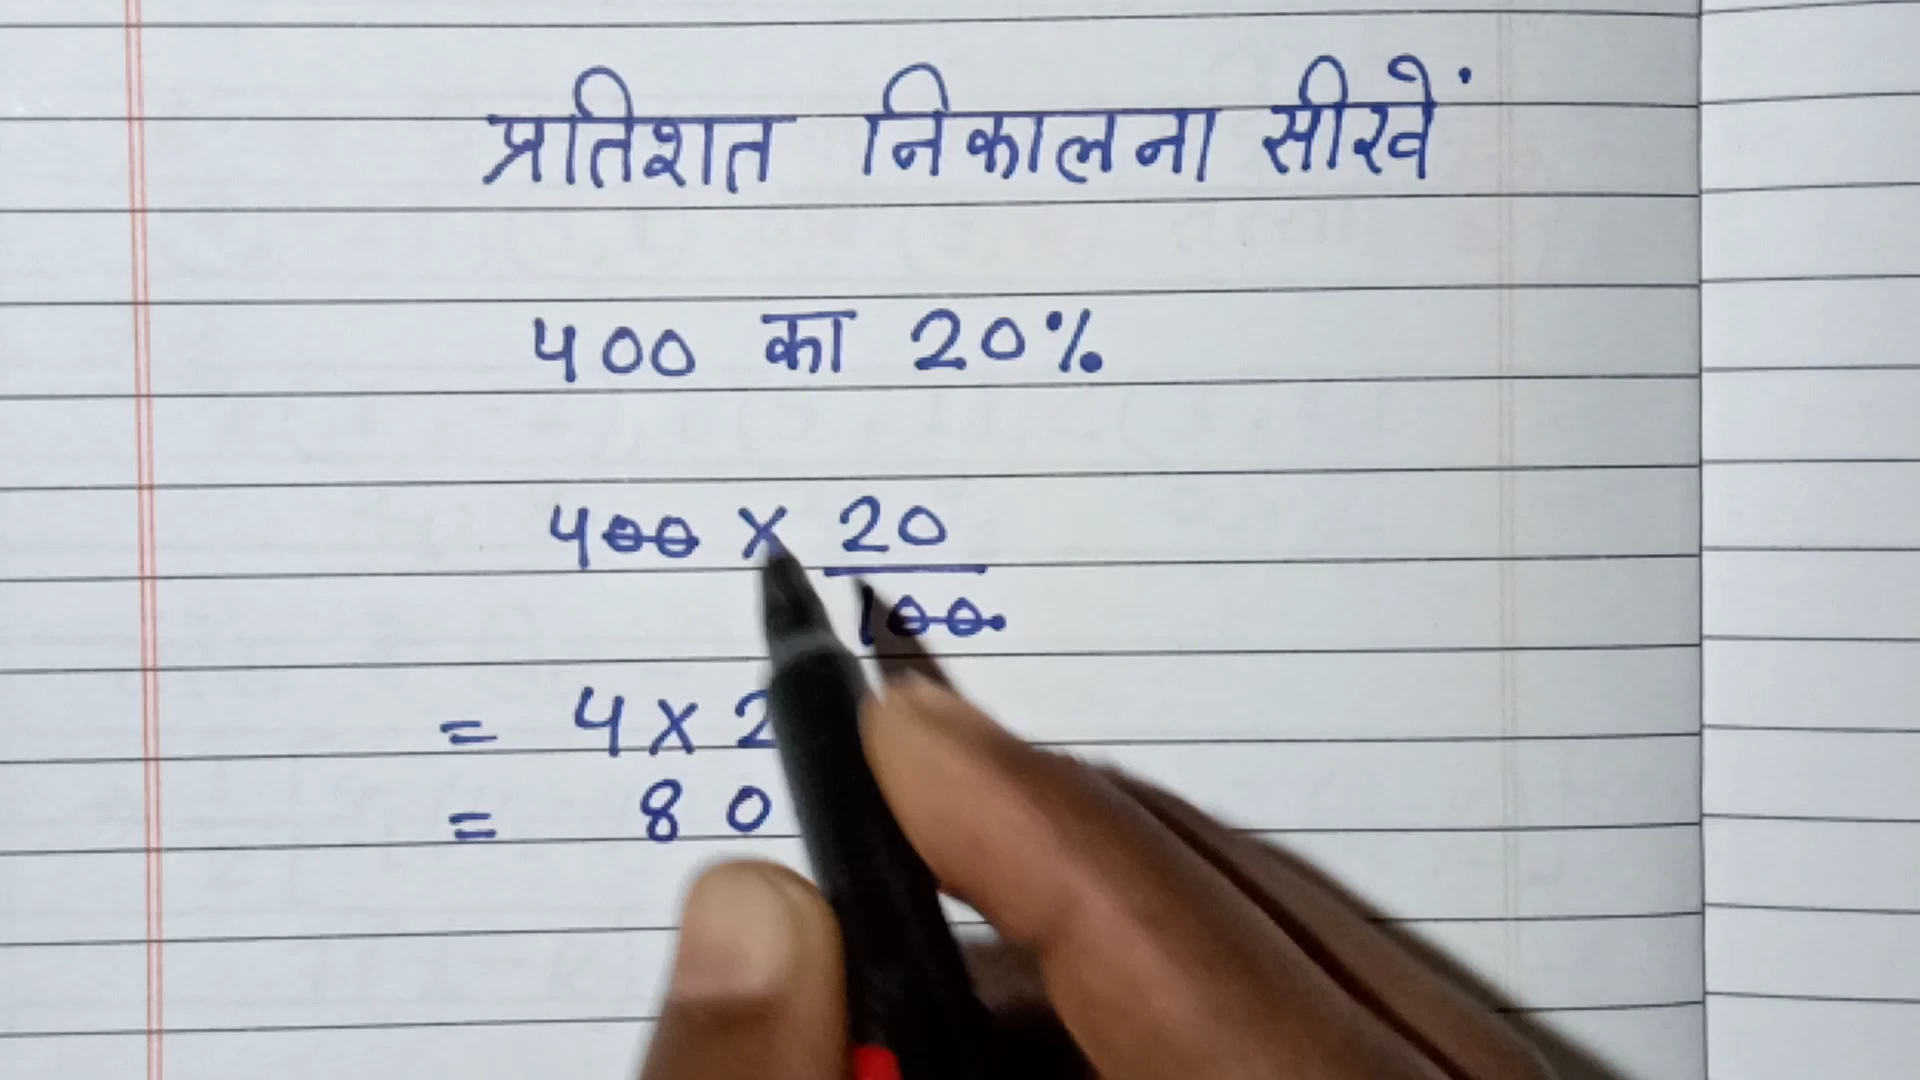 प्रतिशत निकालना सीखें
400 का 20%
400 × 20
100
= 4 × 2
= 80